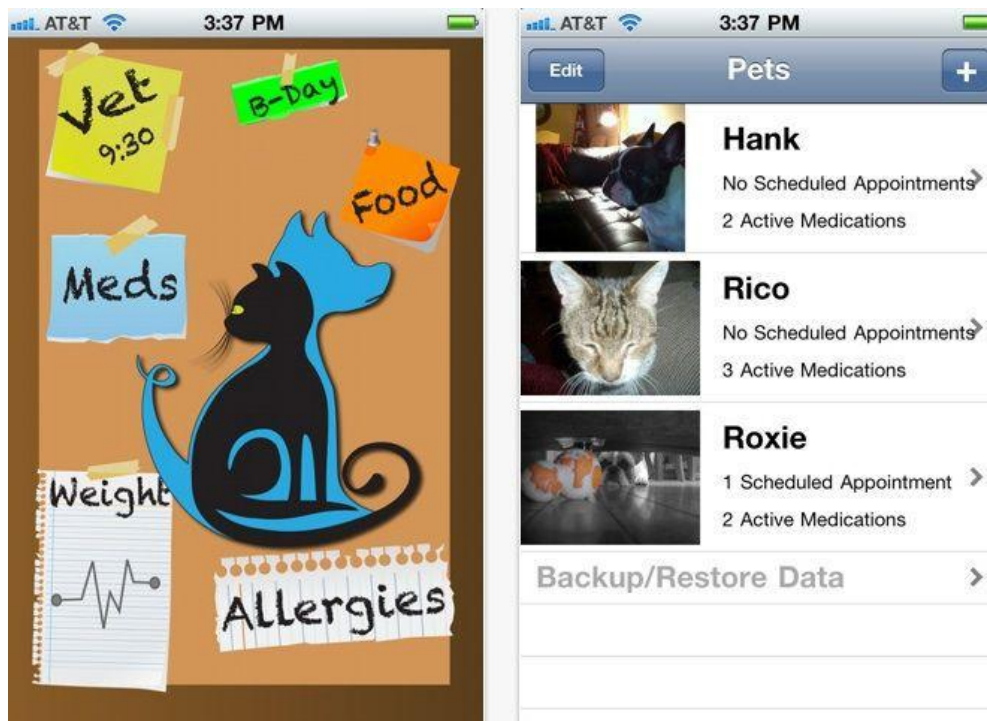 AT&T 3:37 PM
Vet
9:30
B-Day
Food
Meds
Weight
Allergies
AT&T 3:37 PM
Edit Pets +
Hank
No Scheduled Appointments
2 Active Medications
Rico
No Scheduled Appointments
3 Active Medications
Roxie
1 Scheduled Appointment
2 Active Medications
Backup/Restore Data